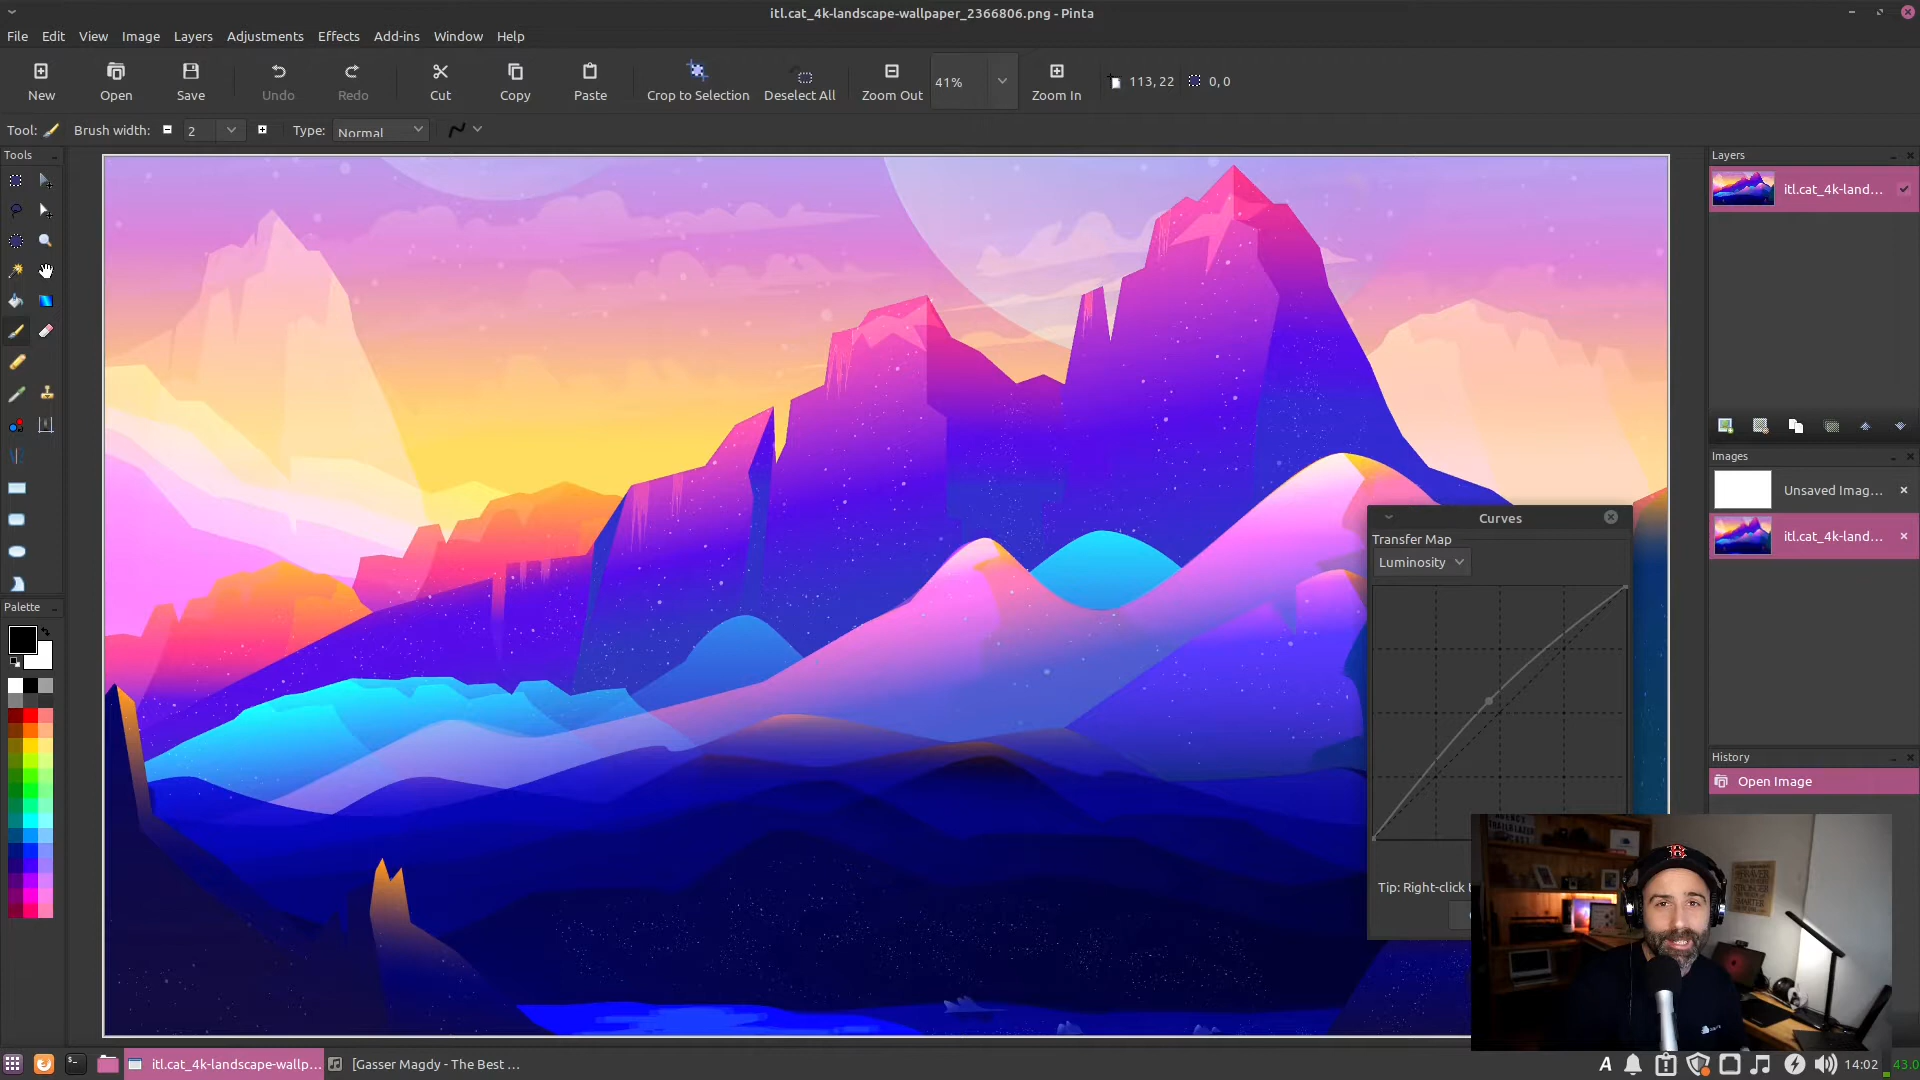 itl.cat_4k-landscape-wallpaper_2366806.png - Pinta
File Edit View Image Layers Adjustments Effects Add-ins Window Help
New Open Save Undo Redo Cut Copy Paste Crop to Selection Deselect All Zoom Out 41% Zoom In 113, 22 0, 0
Tool: Brush width: 2 Type: Normal
Tools
Layers
itl.cat_4k-land...
Images
Unsaved Imag...
itl.cat_4k-land...
Curves
Transfer Map
Luminosity
Tip: Right-click
Palette
History
Open Image
AGENCY
B
itl.cat_4k-landscape-wallp...
[Gasser Magdy - The Best ...
A
14:02
43.0